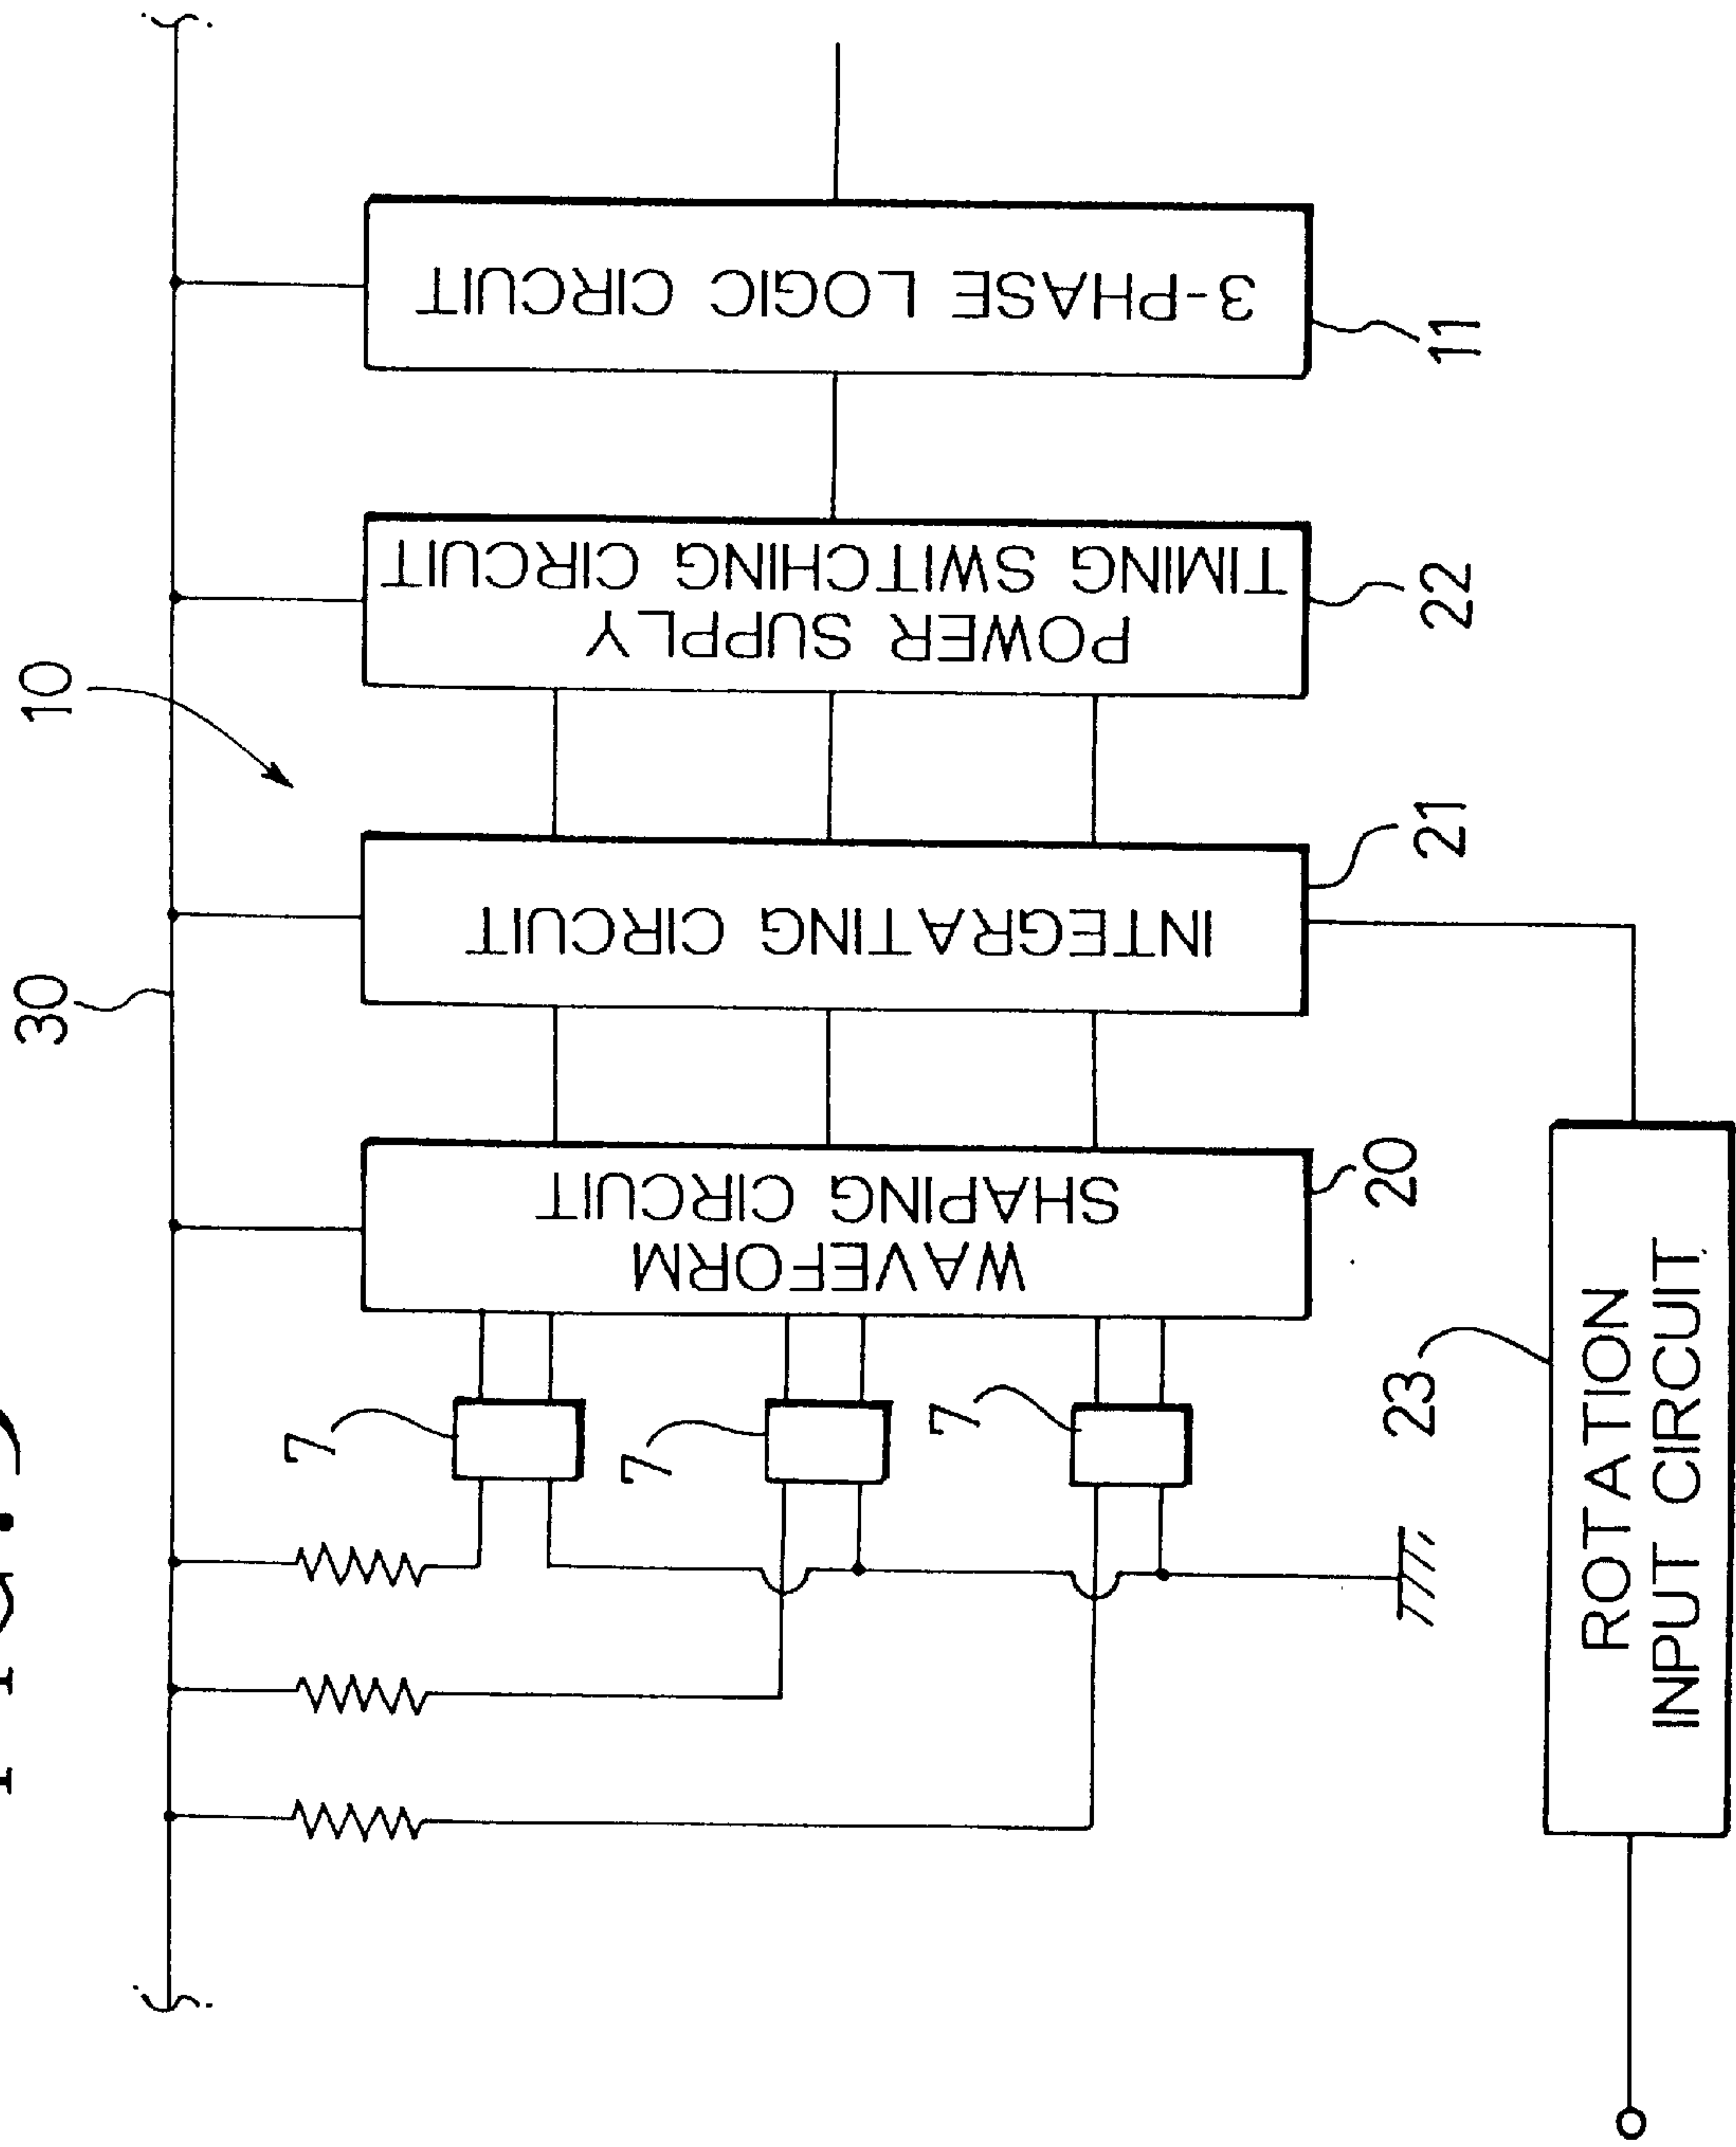 10
30
3-PHASE LOGIC CIRCUIT
11
POWER SUPPLY
TIMING SWITCHING CIRCUIT
22
INTEGRATING CIRCUIT
21
WAVEFORM
SHAPING CIRCUIT
20
7
7
7
23
ROTATION
INPUT CIRCUIT